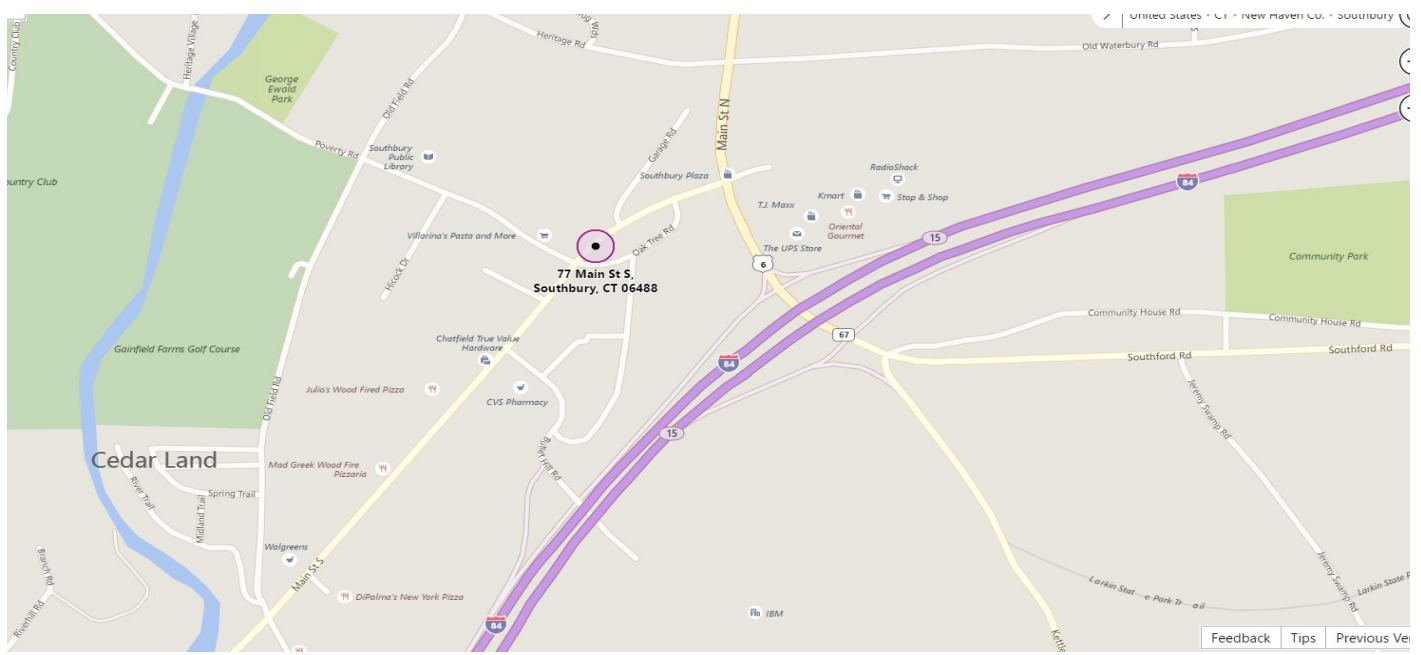 United States · CT · New Haven Co. · Southbury
Country Club
Heritage Village
Heritage Rd
Old Waterbury Rd
George
Ewald
Park
Old Field Rd
Main St N
Poverty Rd
Southbury
Public
Library
Garage Rd
Southbury Plaza
RadioShack
84
Kmart
Stop & Shop
T.J. Maxx
Oriental
Gourmet
Villarina's Pasta and More
Oak Tree Rd
The UPS Store
15
Community Park
6
77 Main St S,
Southbury, CT 06488
Hicock Dr
Community House Rd
Community House Rd
67
Chatfield True Value
Hardware
Gainfield Farms Golf Course
84
Southford Rd
Southford Rd
Julio's Wood Fired Pizza
CVS Pharmacy
Old Field Rd
Jeremy Swamp Rd
15
Cedar Land
Mad Greek Wood Fire
Pizzaria
Bullet Hill Rd
River Trail
Spring Trail
Midland Trail
Walgreens
Main St S
Branch Rd
Riverhill Rd
DiPalma's New York Pizza
IBM
84
Larkin State Park Trail
Jeremy Swamp Rd
Larkin State P
Kettle
Feedback
Tips
Previous Ver